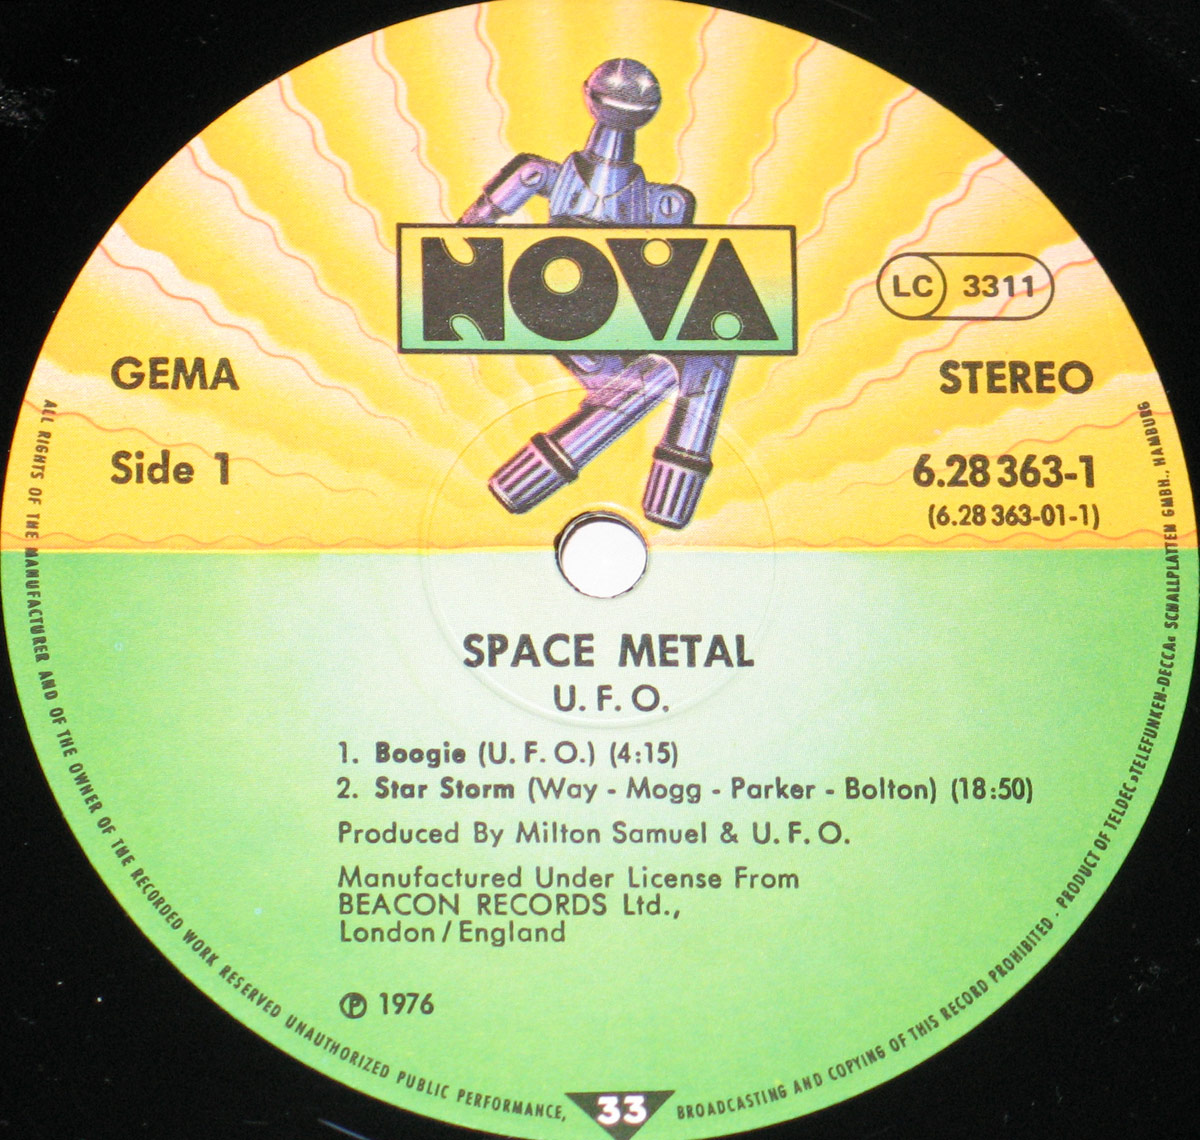 NOVA
LC 3311
GEMA
STEREO
Side 1
6.28 363-1
(6.28 363-01-1)
SPACE METAL
U. F. O.
1. Boogie (U. F. O.) (4:15)
2. Star Storm (Way - Mogg - Parker - Bolton) (18:50)
Produced By Milton Samuel & U. F. O.
Manufactured Under License From
BEACON RECORDS Ltd.,
London / England
℗ 1976
ALL RIGHTS OF THE MANUFACTURER AND OF THE OWNER OF THE RECORDED WORK RESERVED UNAUTHORIZED PUBLIC PERFORMANCE,
33
BROADCASTING AND COPYING OF THIS RECORD PROHIBITED · PRODUCT OF TELDEC »TELEFUNKEN-DECCA« SCHALLPLATTEN GMBH., HAMBURG